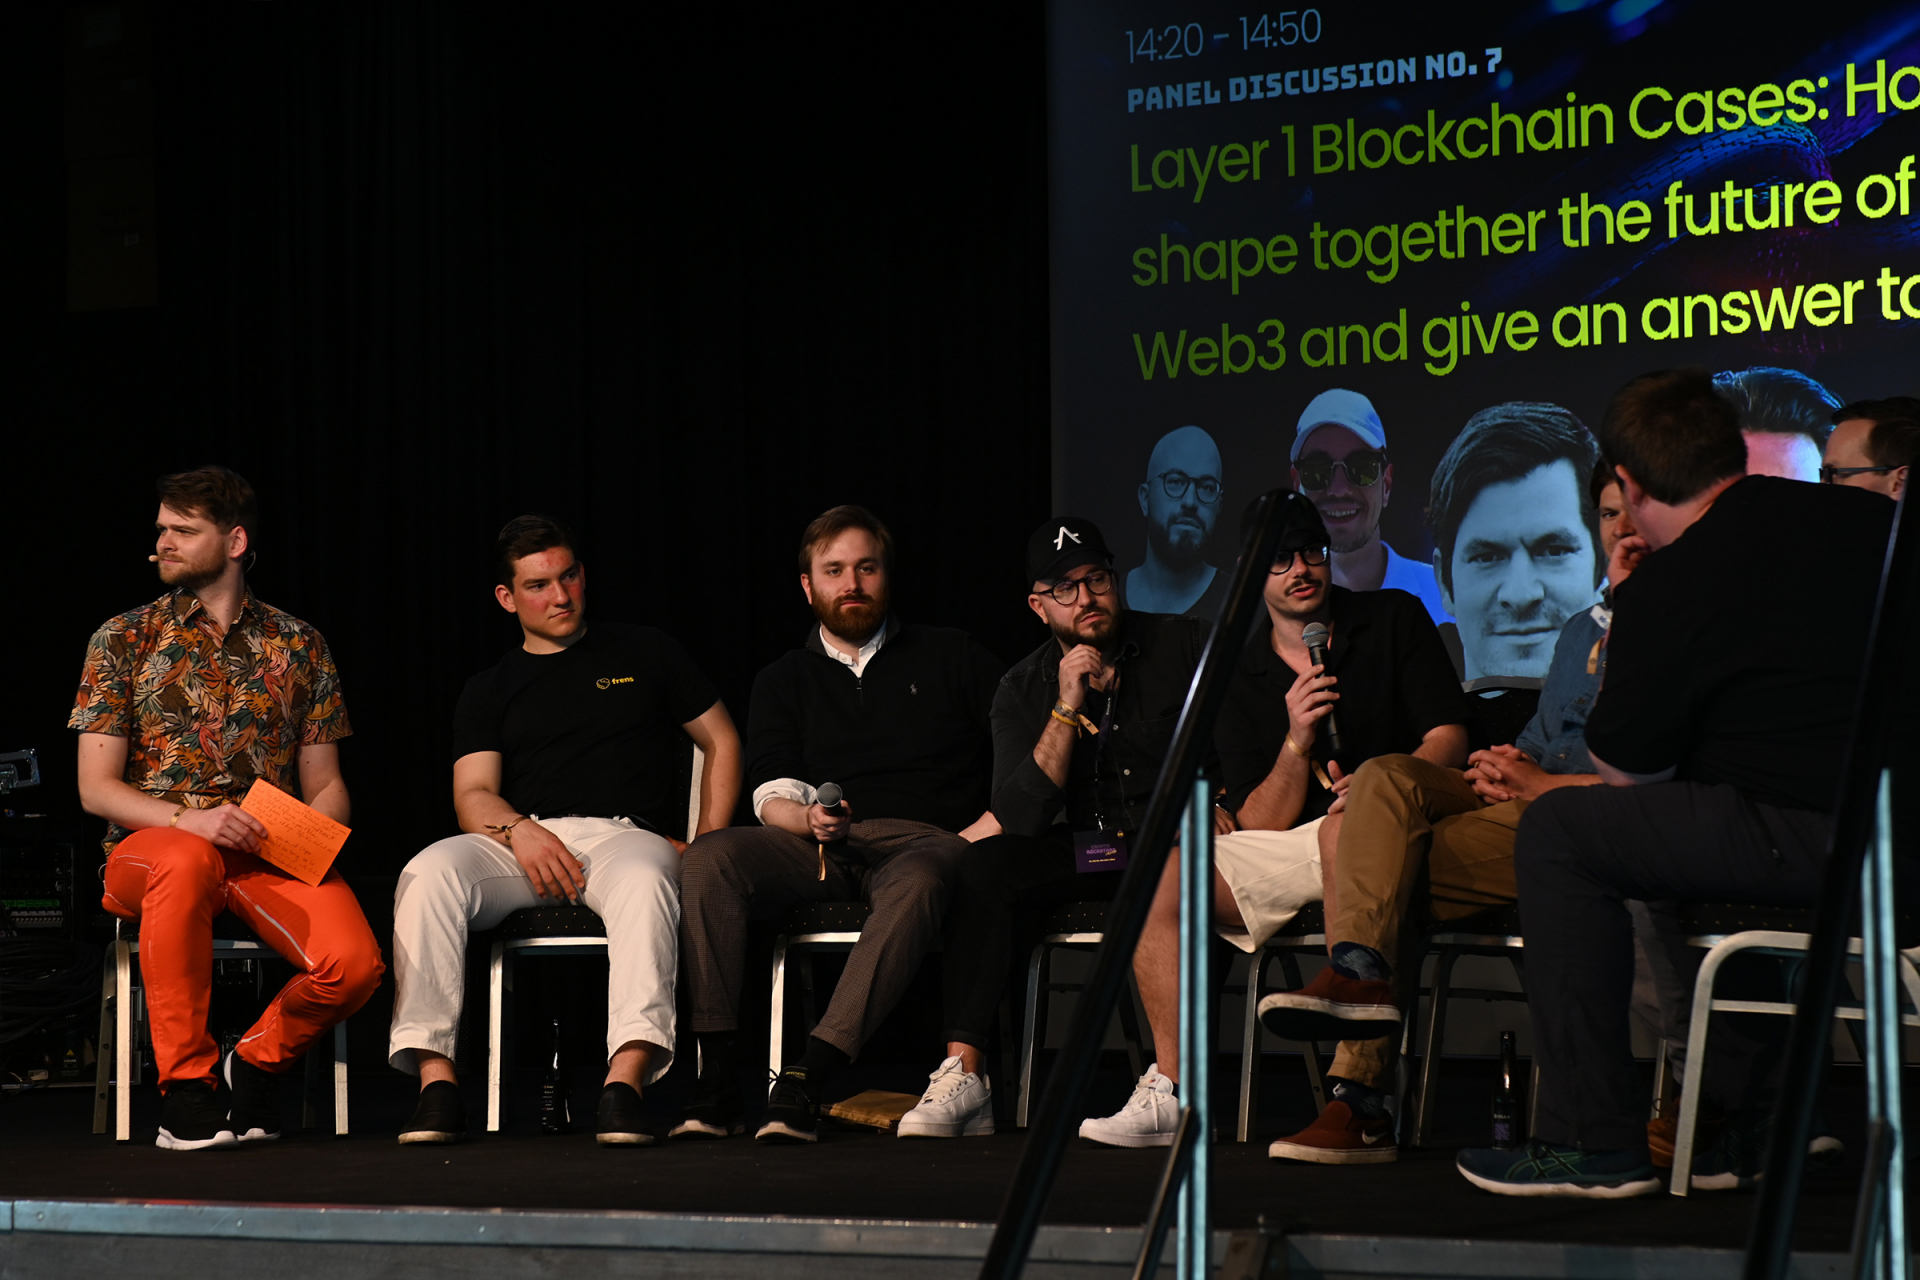 14:20 - 14:50
PANEL DISCUSSION NO. 7
Layer 1 Blockchain Cases: Ho
shape together the future of
Web3 and give an answer to
frens